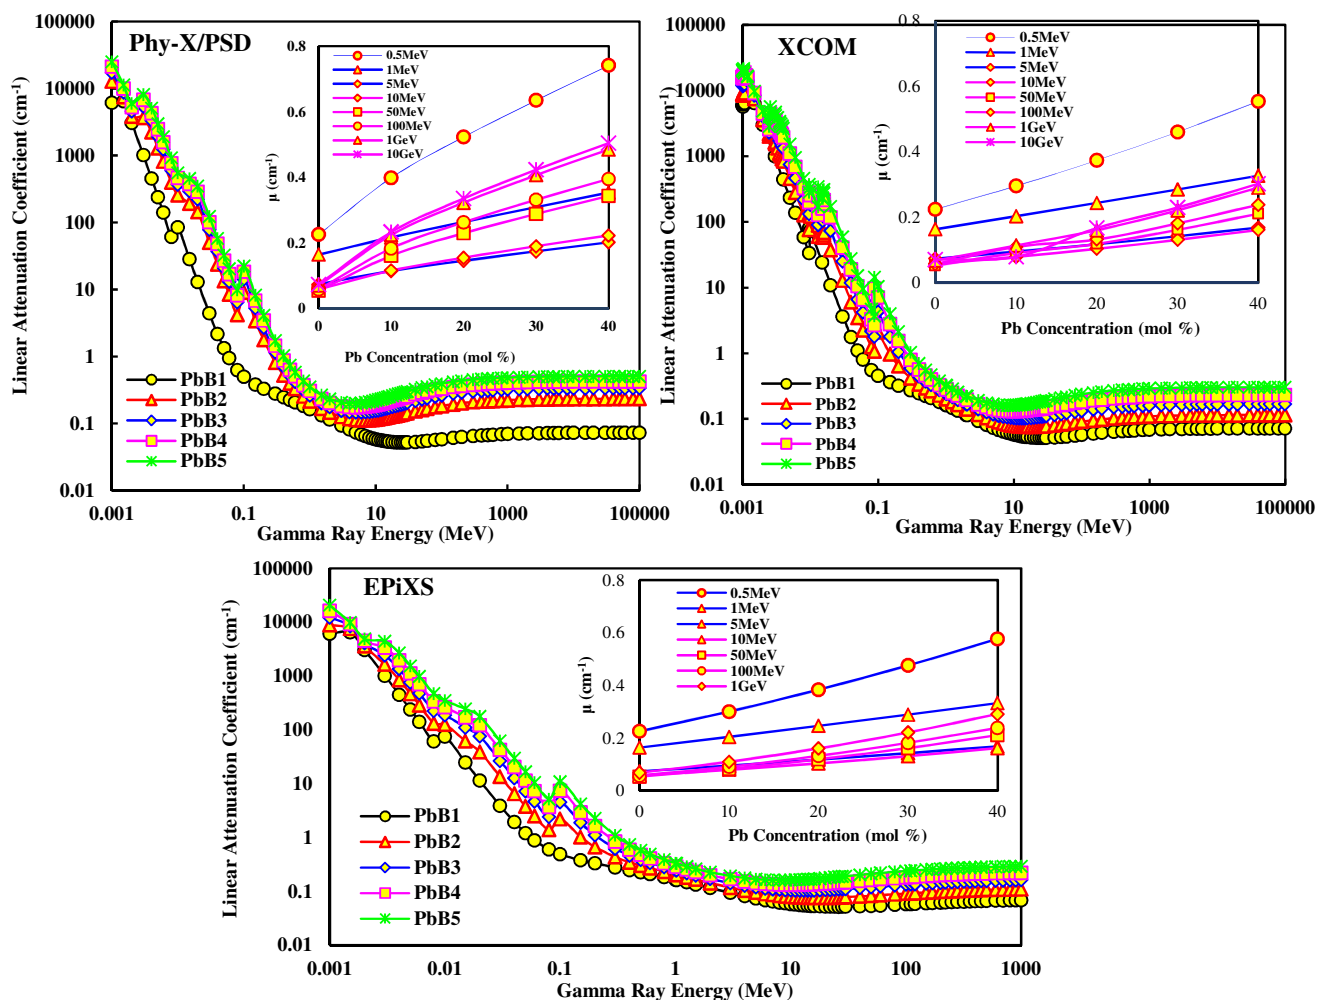 Phy-X/PSD
Linear Attenuation Coefficient (cm-1)
100000
10000
1000
100
10
1
0.1
0.01
0.001
0.1
10
1000
100000
Gamma Ray Energy (MeV)
PbB1
PbB2
PbB3
PbB4
PbB5
0.8
0.6
0.4
0.2
0
μ (cm-1)
0.5MeV
1MeV
5MeV
10MeV
50MeV
100MeV
1GeV
10GeV
0
10
20
30
40
Pb Concentration (mol %)
XCOM
Linear Attenuation Coefficient (cm-1)
100000
10000
1000
100
10
1
0.1
0.01
0.001
0.1
10
1000
100000
Gamma Ray Energy (MeV)
PbB1
PbB2
PbB3
PbB4
PbB5
0.8
0.6
0.4
0.2
0
μ (cm-1)
0.5MeV
1MeV
5MeV
10MeV
50MeV
100MeV
1GeV
10GeV
0
10
20
30
40
Pb Concentration (mol %)
EPiXS
Linear Attenuation Coefficient (cm-1)
100000
10000
1000
100
10
1
0.1
0.01
0.001
0.01
0.1
1
10
100
1000
Gamma Ray Energy (MeV)
PbB1
PbB2
PbB3
PbB4
PbB5
0.8
0.6
0.4
0.2
0
μ (cm-1)
0.5MeV
1MeV
5MeV
10MeV
50MeV
100MeV
1GeV
0
10
20
30
40
Pb Concentration (mol %)